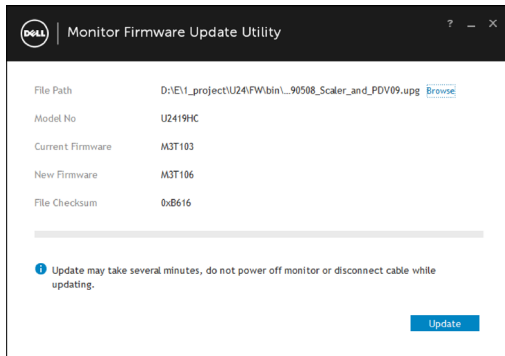 DELL
Monitor Firmware Update Utility
?
File Path D:\E\1_project\U24\FW\bin\...90508_Scaler_and_PDV09.upg Browse
Model No U2419HC
Current Firmware M3T103
New Firmware M3T106
File Checksum 0xB616
Update may take several minutes, do not power off monitor or disconnect cable while
updating.
Update